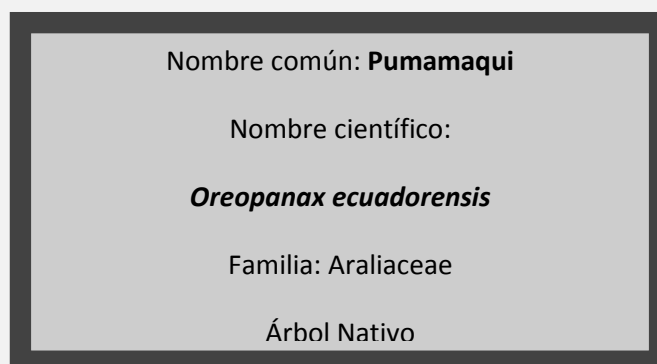 Nombre común: Pumamaqui
Nombre científico:
Oreopanax ecuadorensis
Familia: Araliaceae
Árbol Nativo